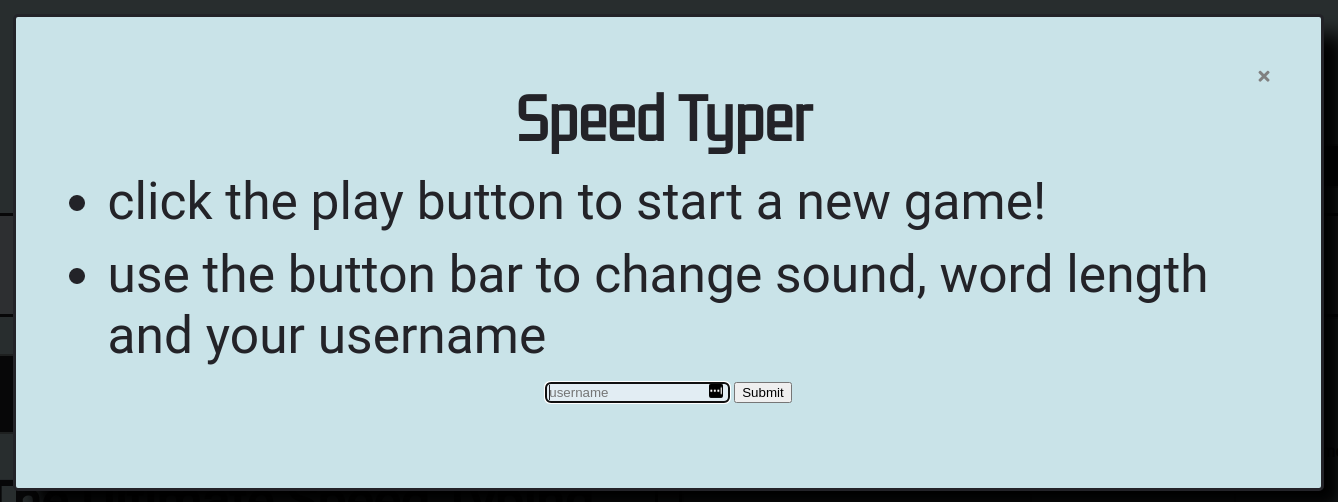 ×
Speed Typer
• click the play button to start a new game!
• use the button bar to change sound, word length
and your username
username Submit